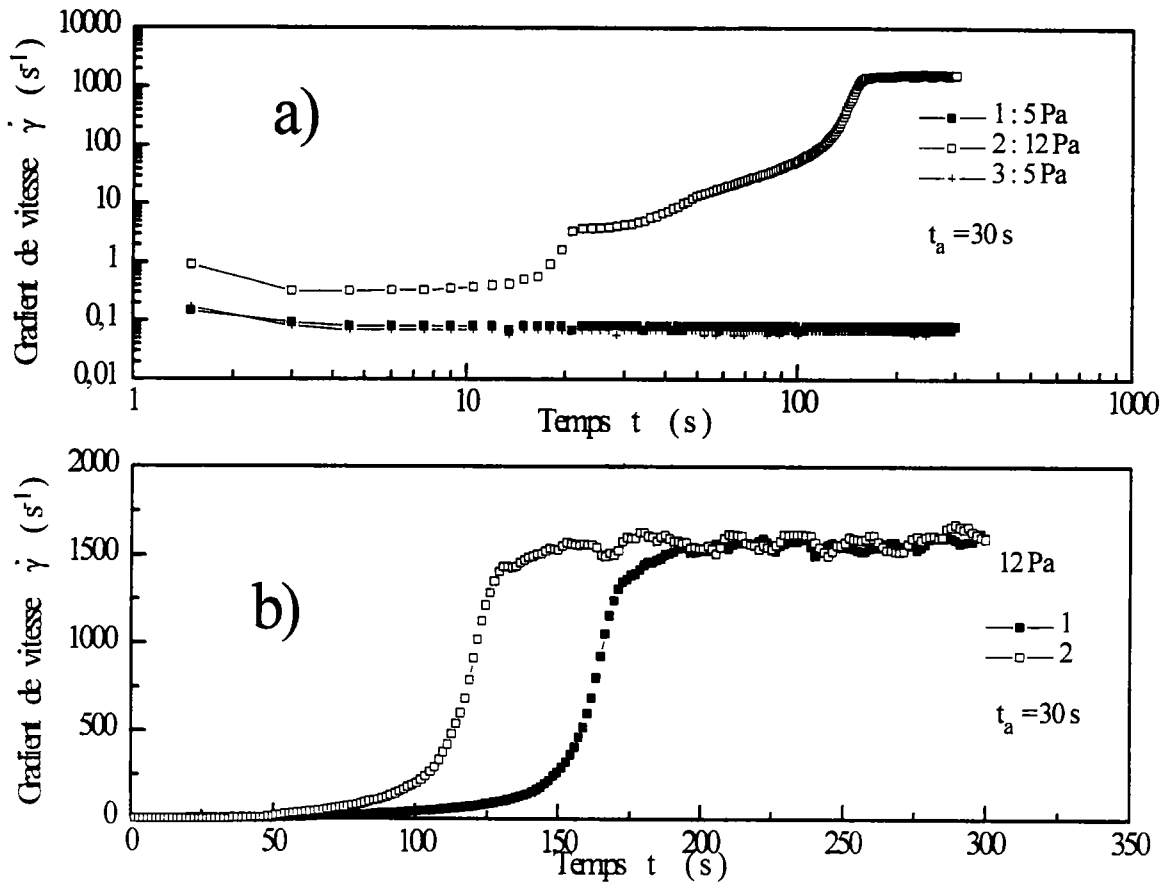 Gradient de vitesse γ̇ (s⁻¹)
10000
1000
100
10
1
0,1
0,01
a)
1 : 5 Pa
2 : 12 Pa
3 : 5 Pa
tₐ = 30 s
1
10
100
1000
Temps t (s)
Gradient de vitesse γ̇ (s⁻¹)
2000
1500
1000
500
0
b)
12 Pa
1
2
tₐ = 30 s
0
50
100
150
200
250
300
350
Temps t (s)